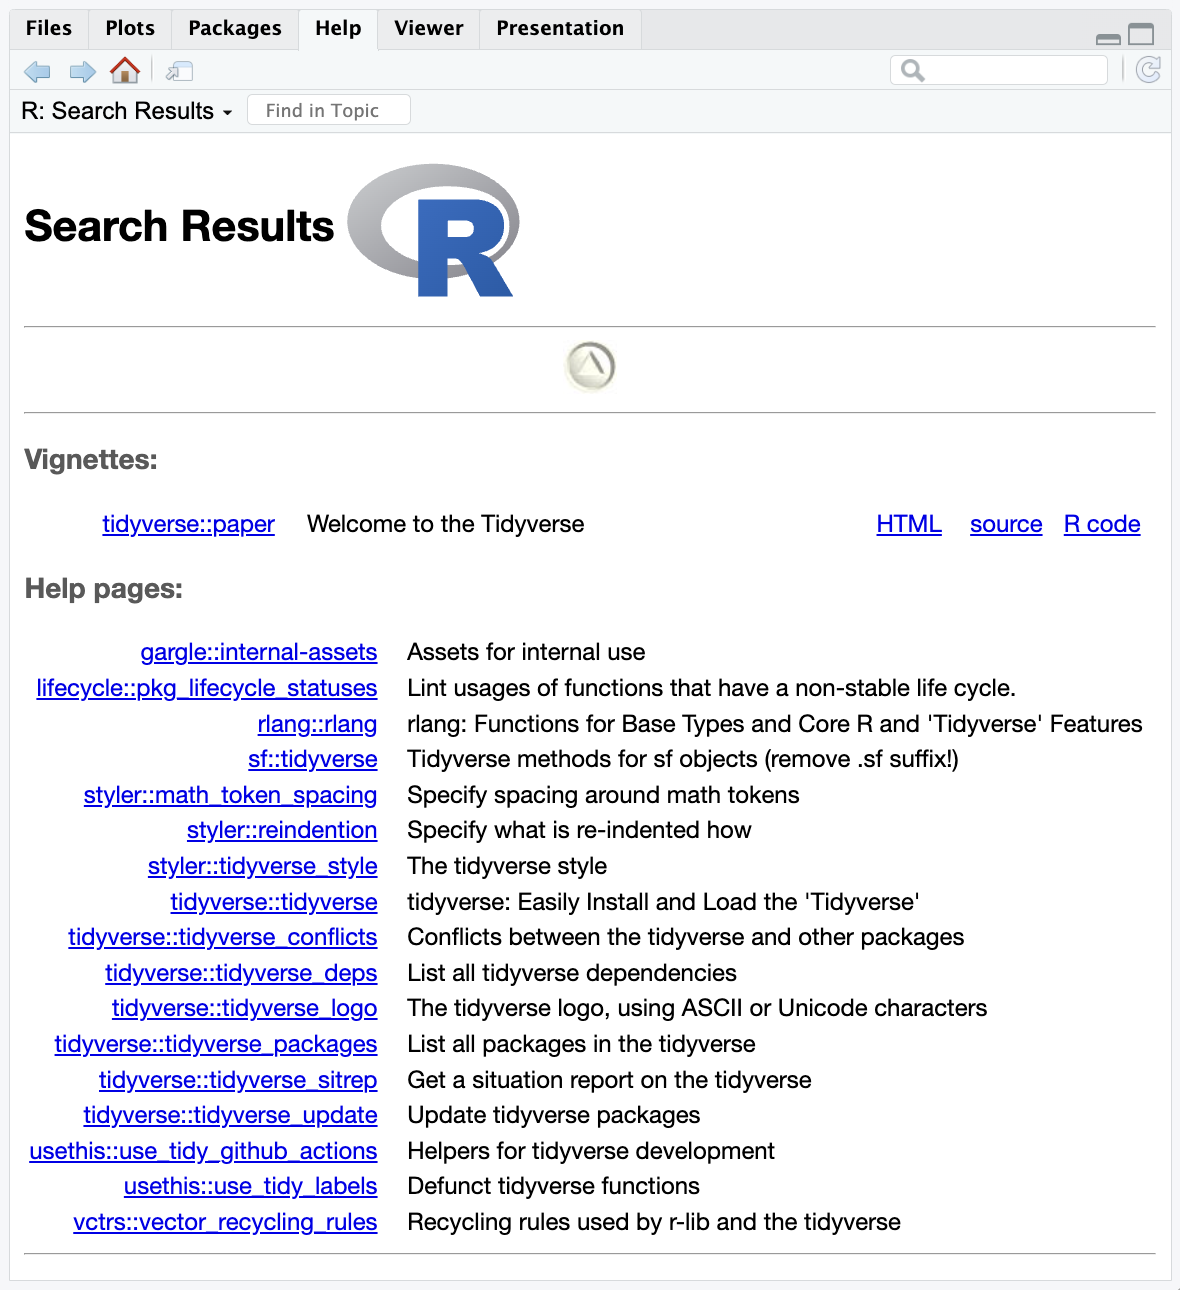 Files Plots Packages Help Viewer Presentation
R: Search Results Find in Topic
Search Results R
Vignettes:
tidyverse::paper Welcome to the Tidyverse HTML source R code
Help pages:
gargle::internal-assets Assets for internal use
lifecycle::pkg_lifecycle_statuses Lint usages of functions that have a non-stable life cycle.
rlang::rlang rlang: Functions for Base Types and Core R and 'Tidyverse' Features
sf::tidyverse Tidyverse methods for sf objects (remove .sf suffix!)
styler::math_token_spacing Specify spacing around math tokens
styler::reindention Specify what is re-indented how
styler::tidyverse_style The tidyverse style
tidyverse::tidyverse tidyverse: Easily Install and Load the 'Tidyverse'
tidyverse::tidyverse_conflicts Conflicts between the tidyverse and other packages
tidyverse::tidyverse_deps List all tidyverse dependencies
tidyverse::tidyverse_logo The tidyverse logo, using ASCII or Unicode characters
tidyverse::tidyverse_packages List all packages in the tidyverse
tidyverse::tidyverse_sitrep Get a situation report on the tidyverse
tidyverse::tidyverse_update Update tidyverse packages
usethis::use_tidy_github_actions Helpers for tidyverse development
usethis::use_tidy_labels Defunct tidyverse functions
vctrs::vector_recycling_rules Recycling rules used by r-lib and the tidyverse